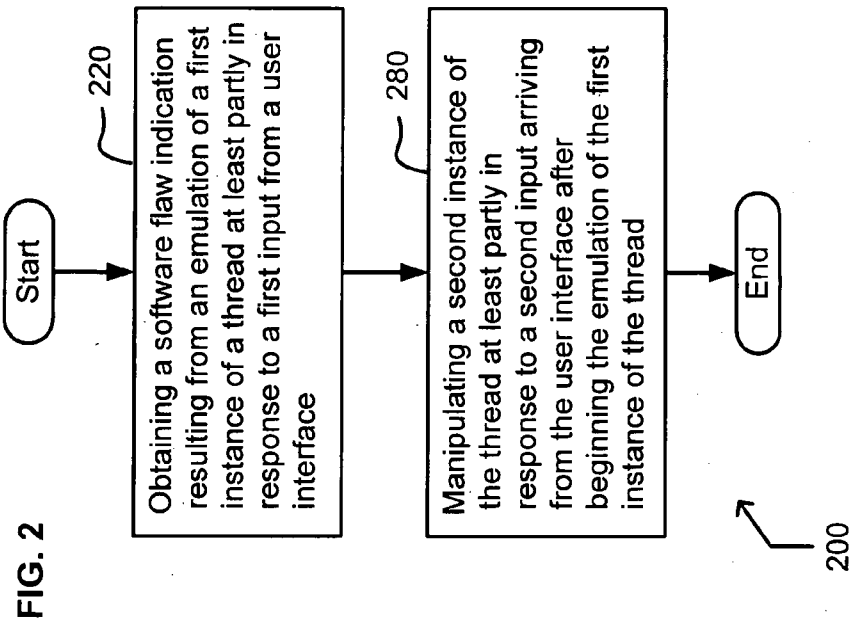 FIG. 2
Start
220
Obtaining a software flaw indication
resulting from an emulation of a first
instance of a thread at least partly in
response to a first input from a user
interface
280
Manipulating a second instance of
the thread at least partly in
response to a second input arriving
from the user interface after
beginning the emulation of the first
instance of the thread
End
200